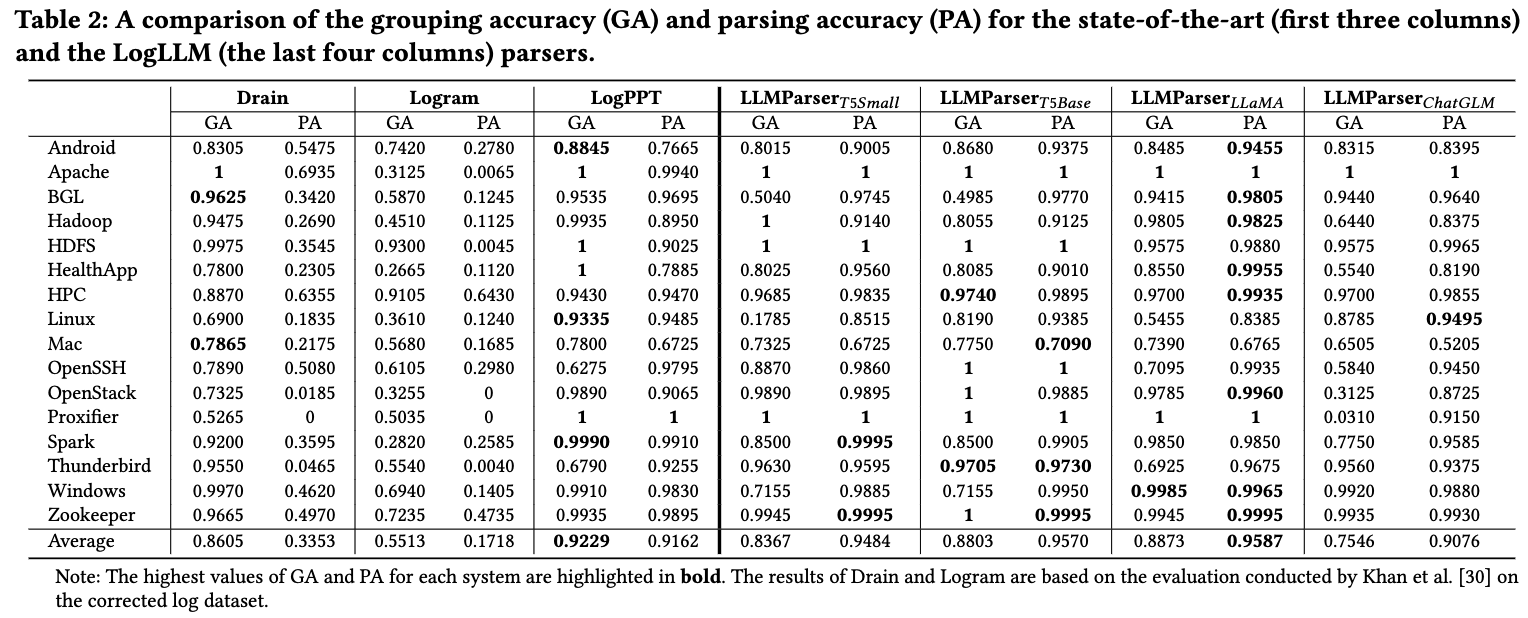 Table 2: A comparison of the grouping accuracy (GA) and parsing accuracy (PA) for the state-of-the-art (first three columns)
and the LogLLM (the last four columns) parsers.
Drain Logram LogPPT LLMParserT5Small LLMParserT5Base LLMParserLLaMA LLMParserChatGLM
GA PA GA PA GA PA GA PA GA PA GA PA GA PA
Android 0.8305 0.5475 0.7420 0.2780 0.8845 0.7665 0.8015 0.9005 0.8680 0.9375 0.8485 0.9455 0.8315 0.8395
Apache 1 0.6935 0.3125 0.0065 1 0.9940 1 1 1 1 1 1 1 1
BGL 0.9625 0.3420 0.5870 0.1245 0.9535 0.9695 0.5040 0.9745 0.4985 0.9770 0.9415 0.9805 0.9440 0.9640
Hadoop 0.9475 0.2690 0.4510 0.1125 0.9935 0.8950 1 0.9140 0.8055 0.9125 0.9805 0.9825 0.6440 0.8375
HDFS 0.9975 0.3545 0.9300 0.0045 1 0.9025 1 1 1 1 0.9575 0.9880 0.9575 0.9965
HealthApp 0.7800 0.2305 0.2665 0.1120 1 0.7885 0.8025 0.9560 0.8085 0.9010 0.8550 0.9955 0.5540 0.8190
HPC 0.8870 0.6355 0.9105 0.6430 0.9430 0.9470 0.9685 0.9835 0.9740 0.9895 0.9700 0.9935 0.9700 0.9855
Linux 0.6900 0.1835 0.3610 0.1240 0.9335 0.9485 0.1785 0.8515 0.8190 0.9385 0.5455 0.8385 0.8785 0.9495
Mac 0.7865 0.2175 0.5680 0.1685 0.7800 0.6725 0.7325 0.6725 0.7750 0.7090 0.7390 0.6765 0.6505 0.5205
OpenSSH 0.7890 0.5080 0.6105 0.2980 0.6275 0.9795 0.8870 0.9860 1 1 0.7095 0.9935 0.5840 0.9450
OpenStack 0.7325 0.0185 0.3255 0 0.9890 0.9065 0.9890 0.9895 1 0.9885 0.9785 0.9960 0.3125 0.8725
Proxifier 0.5265 0 0.5035 0 1 1 1 1 1 1 1 1 0.0310 0.9150
Spark 0.9200 0.3595 0.2820 0.2585 0.9990 0.9910 0.8500 0.9995 0.8500 0.9905 0.9850 0.9850 0.7750 0.9585
Thunderbird 0.9550 0.0465 0.5540 0.0040 0.6790 0.9255 0.9630 0.9595 0.9705 0.9730 0.6925 0.9675 0.9560 0.9375
Windows 0.9970 0.4620 0.6940 0.1405 0.9910 0.9830 0.7155 0.9885 0.7155 0.9950 0.9985 0.9965 0.9920 0.9880
Zookeeper 0.9665 0.4970 0.7235 0.4735 0.9935 0.9895 0.9945 0.9995 1 0.9995 0.9945 0.9995 0.9935 0.9930
Average 0.8605 0.3353 0.5513 0.1718 0.9229 0.9162 0.8367 0.9484 0.8803 0.9570 0.8873 0.9587 0.7546 0.9076
Note: The highest values of GA and PA for each system are highlighted in bold. The results of Drain and Logram are based on the evaluation conducted by Khan et al. [30] on
the corrected log dataset.